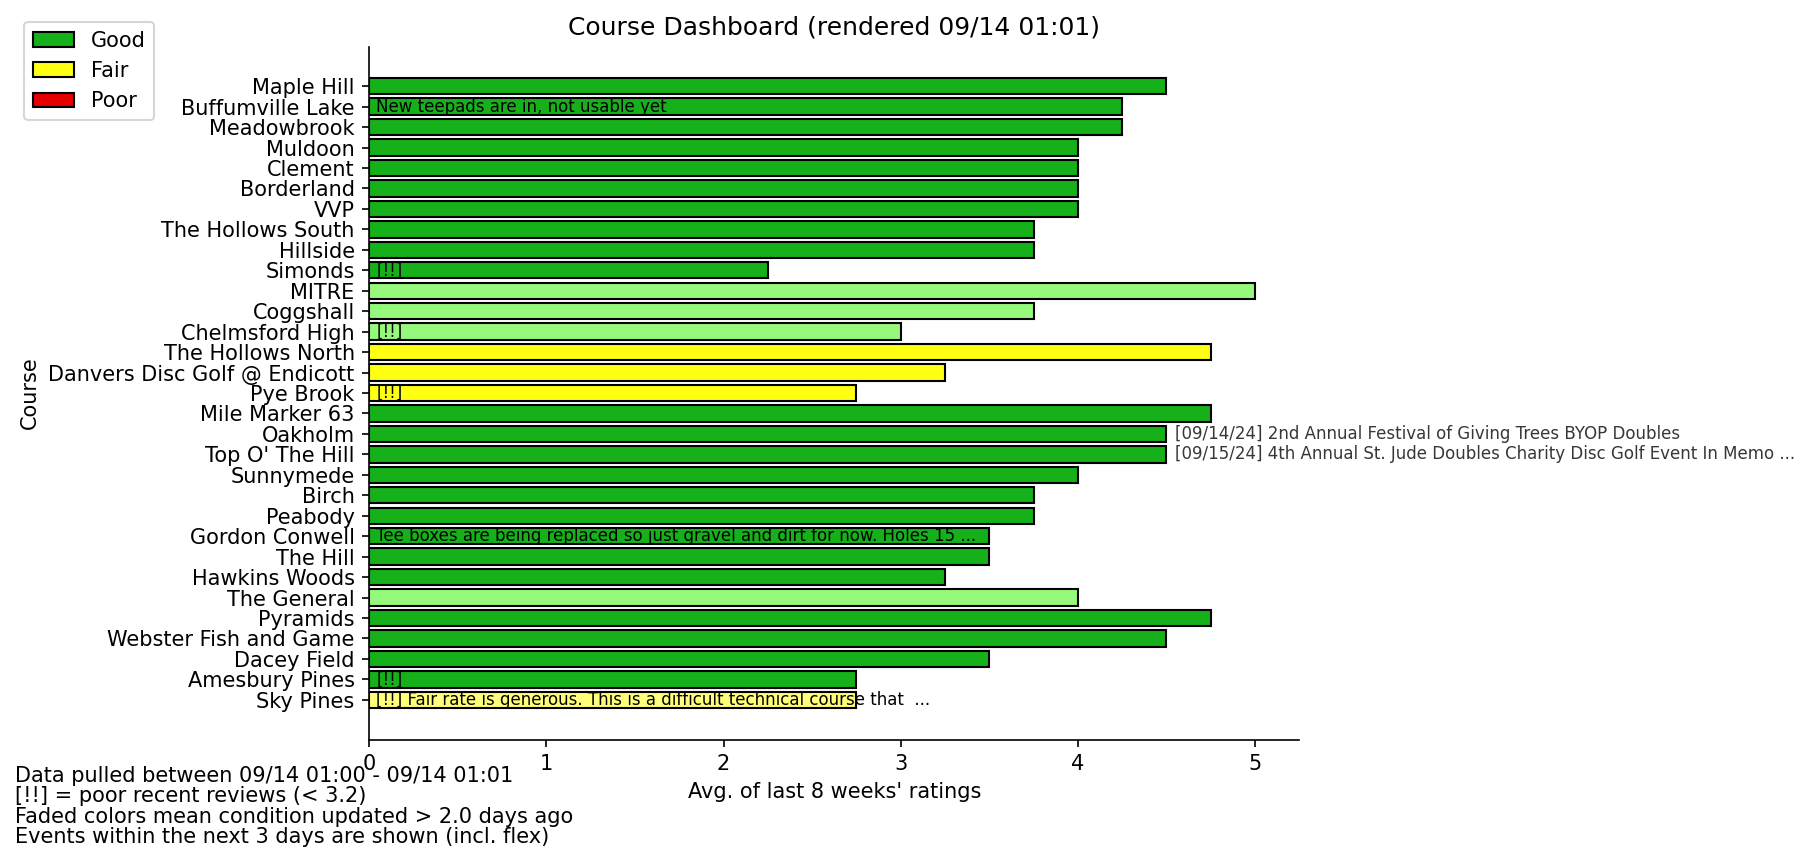 Course Dashboard (rendered 09/14 01:01)
Good
Fair
Poor
Course
Maple Hill
Buffumville Lake New teepads are in, not usable yet
Meadowbrook
Muldoon
Clement
Borderland
VVP
The Hollows South
Hillside
Simonds [!!]
MITRE
Coggshall
Chelmsford High [!!]
The Hollows North
Danvers Disc Golf @ Endicott
Pye Brook [!!]
Mile Marker 63
Oakholm [09/14/24] 2nd Annual Festival of Giving Trees BYOP Doubles
Top O' The Hill [09/15/24] 4th Annual St. Jude Doubles Charity Disc Golf Event In Memo ...
Sunnymede
Birch
Peabody
Gordon Conwell Tee boxes are being replaced so just gravel and dirt for now. Holes 15 ...
The Hill
Hawkins Woods
The General
Pyramids
Webster Fish and Game
Dacey Field
Amesbury Pines [!!]
Sky Pines [!!] Fair rate is generous. This is a difficult technical course that ...
0 1 2 3 4 5
Avg. of last 8 weeks' ratings
Data pulled between 09/14 01:00 - 09/14 01:01
[!!] = poor recent reviews (< 3.2)
Faded colors mean condition updated > 2.0 days ago
Events within the next 3 days are shown (incl. flex)